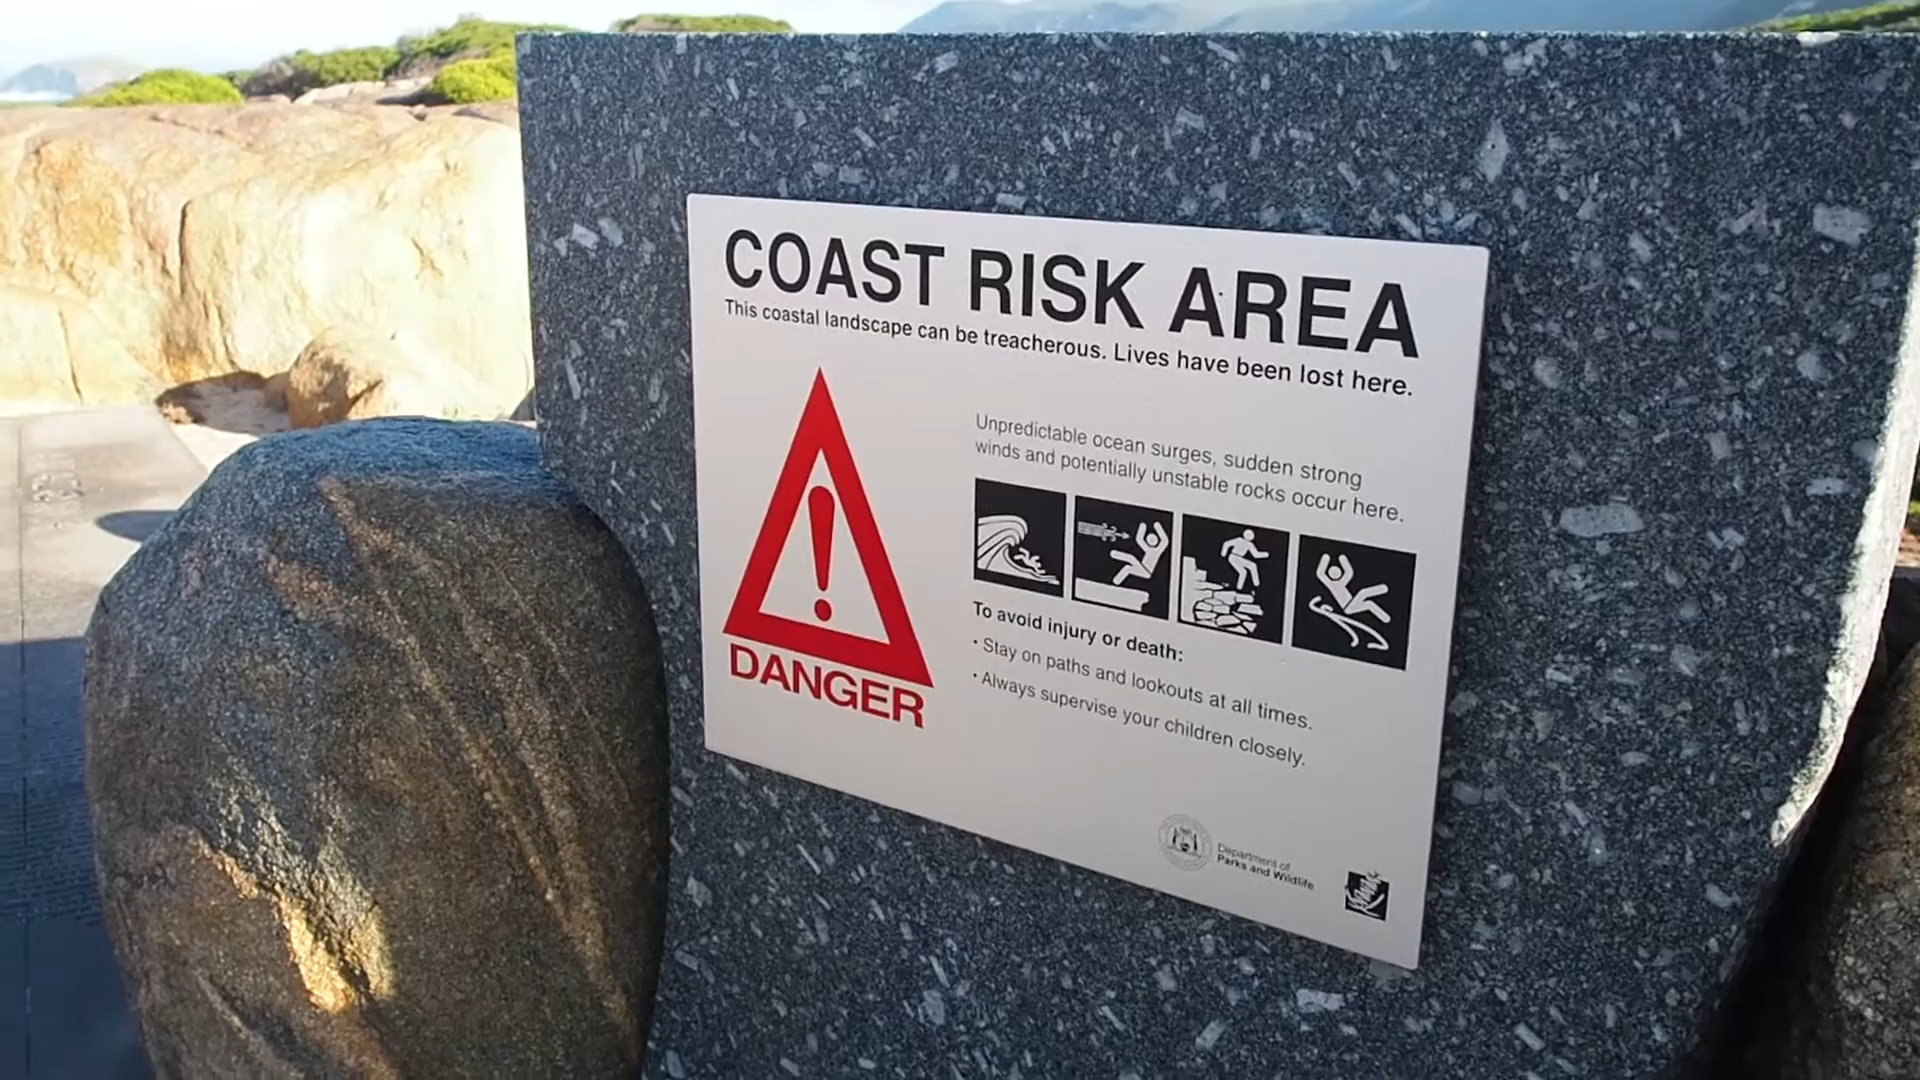 COAST RISK AREA
This coastal landscape can be treacherous. Lives have been lost here.
Unpredictable ocean surges, sudden strong
winds and potentially unstable rocks occur here.
To avoid injury or death:
• Stay on paths and lookouts at all times.
• Always supervise your children closely.
DANGER
Department of
Parks and Wildlife